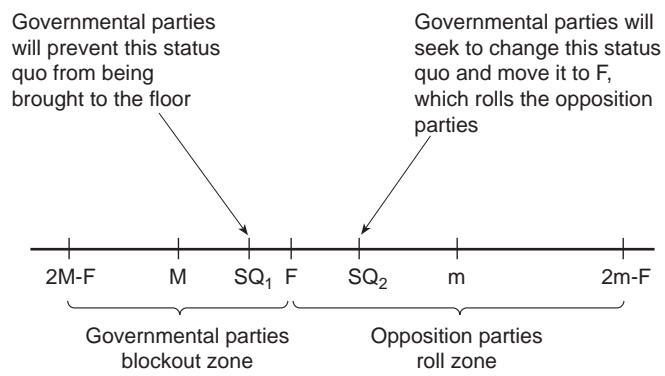 Governmental parties
will prevent this status
quo from being
brought to the floor
Governmental parties will
seek to change this status
quo and move it to F,
which rolls the opposition
parties
2M-F
M
SQ1
F
SQ2
m
2m-F
Governmental parties
blockout zone
Opposition parties
roll zone